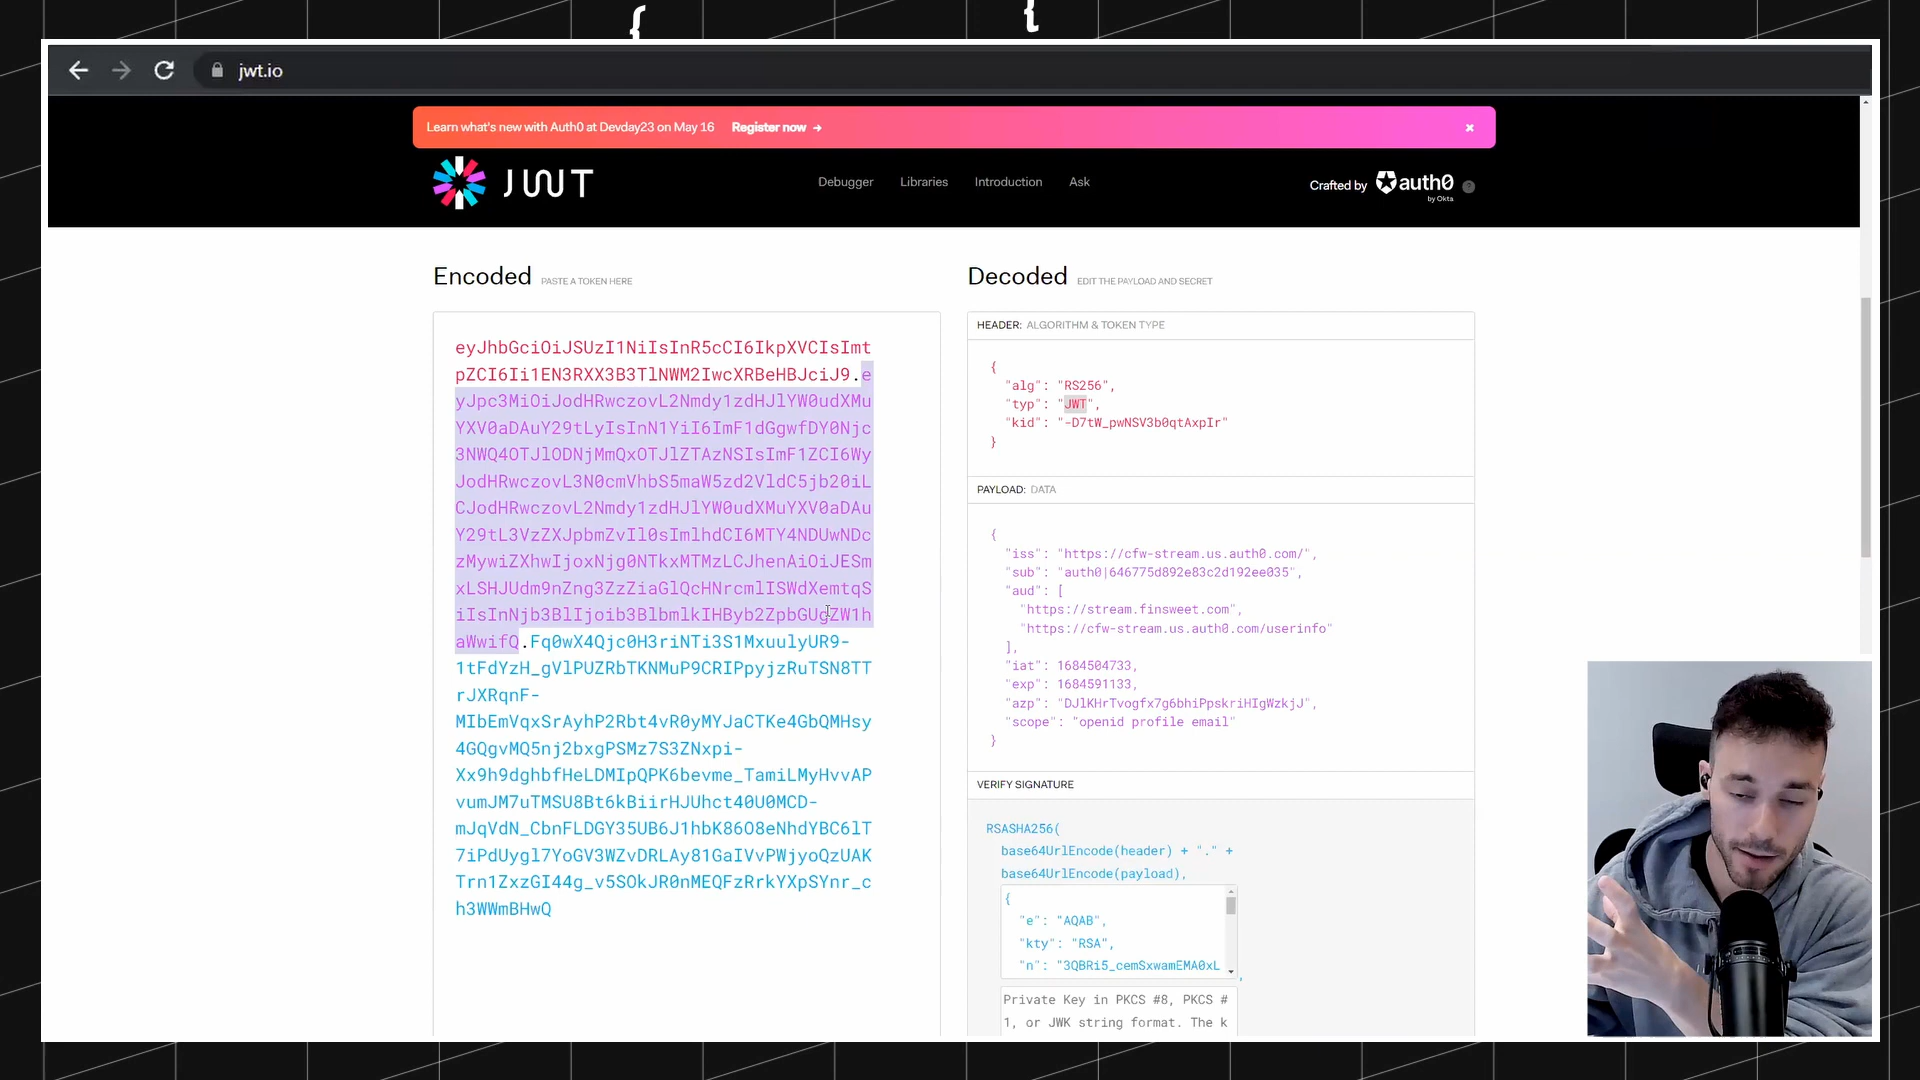 {
{
jwt.io
Learn what's new with Auth0 at Devday23 on May 16 Register now →
JWT
Debugger Libraries Introduction Ask
Crafted by auth0
by Okta
Encoded PASTE A TOKEN HERE
eyJhbGciOiJSUzI1NiIsInR5cCI6IkpXVCIsImt
pZCI6Ii1EN3RXX3B3TlNWM2IwcXRBeHBJciJ9.e
yJpc3MiOiJodHRwczovL2Nmdy1zdHJlYW0udXMu
YXV0aDAuY29tLyIsInN1YiI6ImF1dGgwfDY0Njc
3NWQ4OTJlODNjMmQxOTJlZTAzNSIsImF1ZCI6Wy
JodHRwczovL3N0cmVhbS5maW5zd2VldC5jb20iL
CJodHRwczovL2Nmdy1zdHJlYW0udXMuYXV0aDAu
Y29tL3VzZXJpbmZvIl0sImlhdCI6MTY4NDUwNDc
zMywiZXhwIjoxNjg0NTkxMTMzLCJhenAiOiJESm
xLSHJUdm9nZng3ZzZiaGlQcHNrcmlISWdXemtqS
iIsInNjb3BlIjoib3BlbmlkIHByb2ZpbGUgZW1h
aWwifQ.Fq0wX4Qjc0H3riNTi3S1MxuulyUR9-
1tFdYzH_gVlPUZRbTKNMuP9CRIPpyjzRuTSN8TT
rJXRqnF-
MIbEmVqxSrAyhP2Rbt4vR0yMYJaCTKe4GbQMHsy
4GQgvMQ5nj2bxgPSMz7S3ZNxpi-
Xx9h9dghbfHeLDMIpQPK6bevme_TamiLMyHvvAP
vumJM7uTMSU8Bt6kBiirHJUhct40U0MCD-
mJqVdN_CbnFLDGY35UB6J1hbK86O8eNhdYBC6lT
7iPdUygl7YoGV3WZvDRLAy81GaIVvPWjyoQzUAK
Trn1ZxzGI44g_v5SOkJR0nMEQFzRrkYXpSYnr_c
h3WWmBHwQ
Decoded EDIT THE PAYLOAD AND SECRET
HEADER: ALGORITHM & TOKEN TYPE
{
"alg": "RS256",
"typ": "JWT",
"kid": "-D7tW_pwNSV3b0qtAxpIr"
}
PAYLOAD: DATA
{
"iss": "https://cfw-stream.us.auth0.com/",
"sub": "auth0|646775d892e83c2d192ee035",
"aud": [
"https://stream.finsweet.com",
"https://cfw-stream.us.auth0.com/userinfo"
],
"iat": 1684504733,
"exp": 1684591133,
"azp": "DJlKHrTvogfx7g6bhiPpskriHIgWzkjJ",
"scope": "openid profile email"
}
VERIFY SIGNATURE
RSASHA256(
base64UrlEncode(header) + "." +
base64UrlEncode(payload),
{
"e": "AQAB",
"kty": "RSA",
"n": "3QBRi5_cemSxwamEMA0xL
,
Private Key in PKCS #8, PKCS #
1, or JWK string format. The k